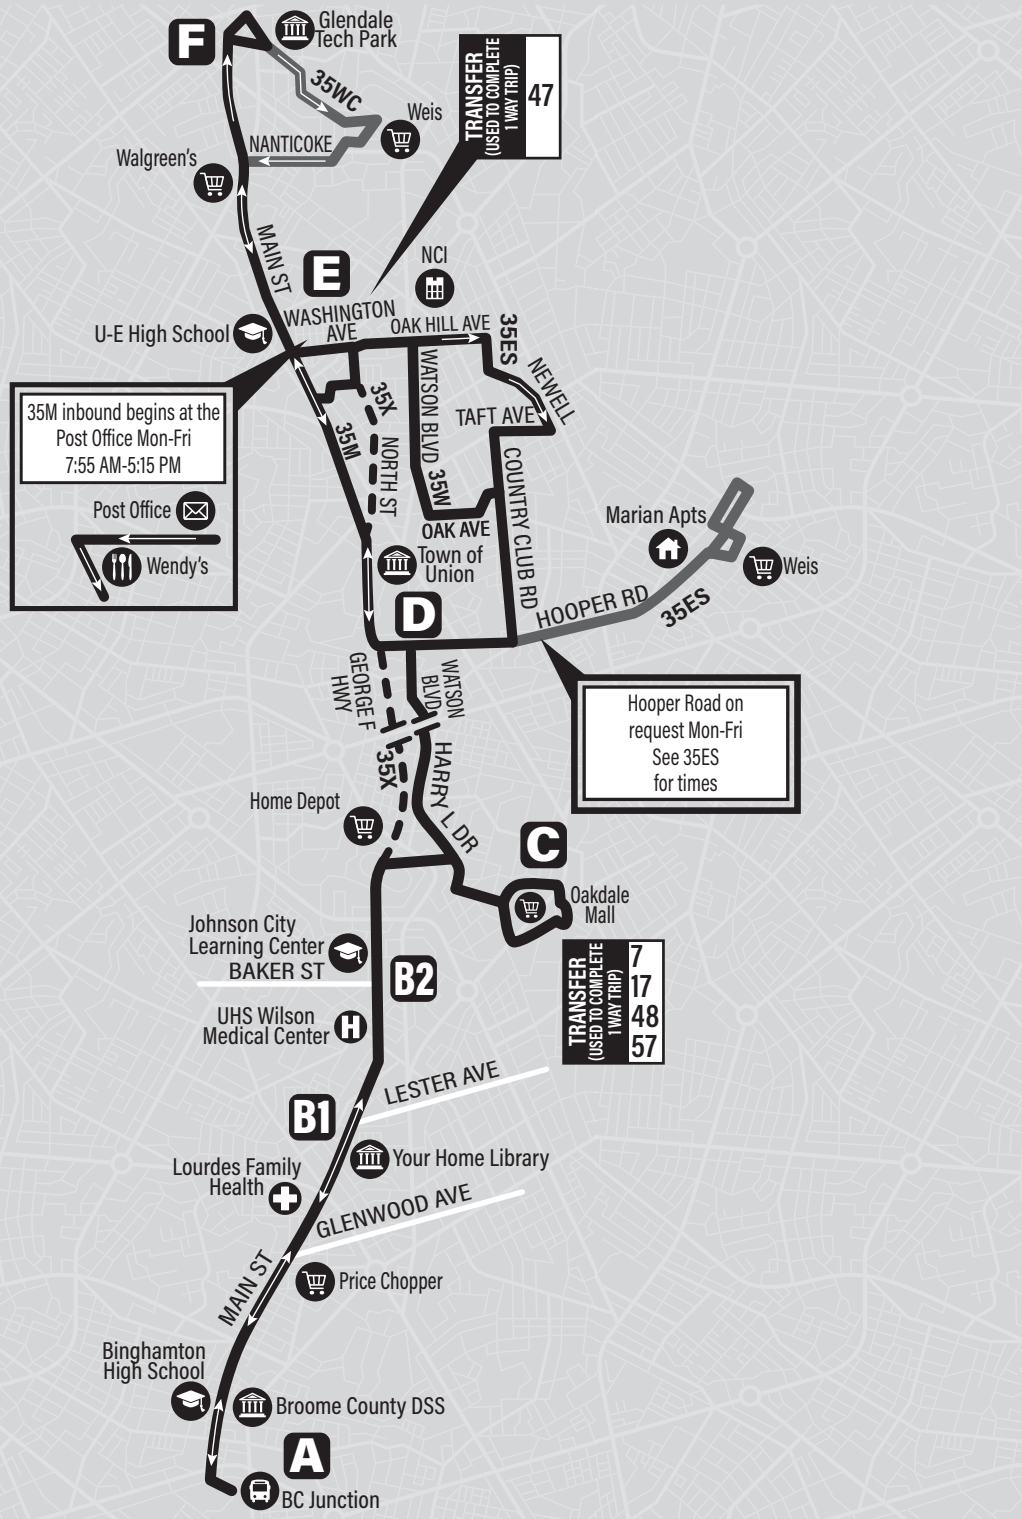 F
Glendale
Tech Park
35WC
TRANSFER
(USED TO COMPLETE
1 WAY TRIP)
47
Weis
NANTICOKE
Walgreen's
MAIN ST
E
NCI
WASHINGTON
AVE
OAK HILL AVE
35ES
U-E High School
NEWELL
35M inbound begins at the
Post Office Mon-Fri
7:55 AM-5:15 PM
Post Office
Wendy's
35X
35M
NORTH ST
WATSON BLVD
35W
TAFT AVE
OAK AVE
COUNTRY CLUB RD
Marian Apts
Weis
Town of
Union
D
HOOPER RD
35ES
GEORGE F
HWY
WATSON
BLVD
Hooper Road on
request Mon-Fri
See 35ES
for times
35X
HARRY L DR
Home Depot
C
Oakdale
Mall
TRANSFER
(USED TO COMPLETE
1 WAY TRIP)
7
17
48
57
Johnson City
Learning Center
BAKER ST
B2
UHS Wilson
Medical Center
H
LESTER AVE
B1
Your Home Library
Lourdes Family
Health
GLENWOOD AVE
MAIN ST
Price Chopper
Binghamton
High School
Broome County DSS
A
BC Junction